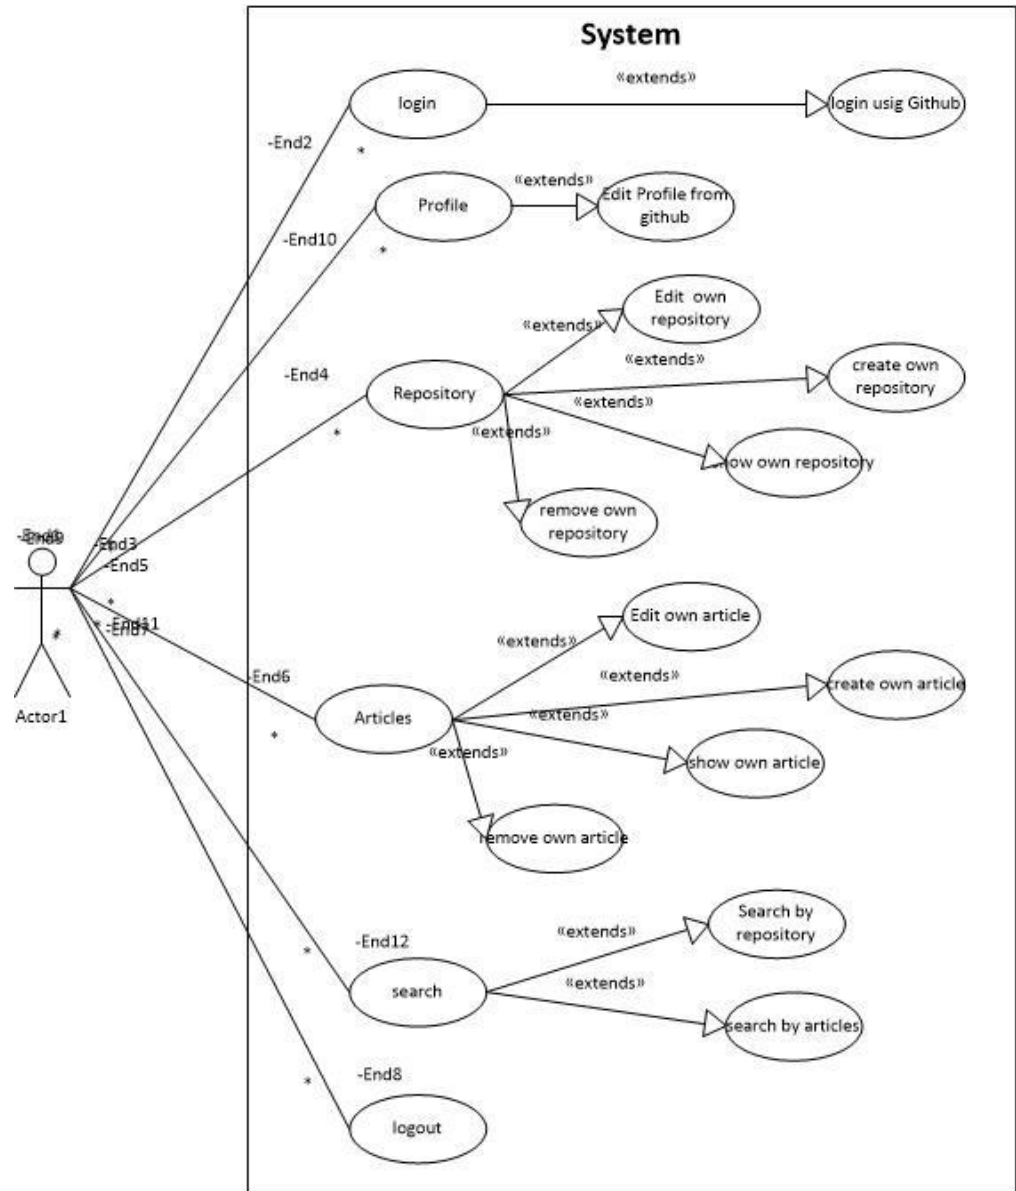 System
«extends»
login
login usig Github
-End2
*
«extends»
Profile
Edit Profile from
github
-End10
*
Edit own
repository
«extends»
«extends»
create own
repository
-End4
Repository
«extends»
*
«extends»
show own repository
remove own
repository
-End3
-End5
*
*
-End11
-End7
Actor1
Edit own article
«extends»
«extends»
create own article
-End6
Articles
«extends»
*
«extends»
show own article
remove own article
Search by
repository
«extends»
-End12
*
«extends»
search
search by articles
-End8
*
logout